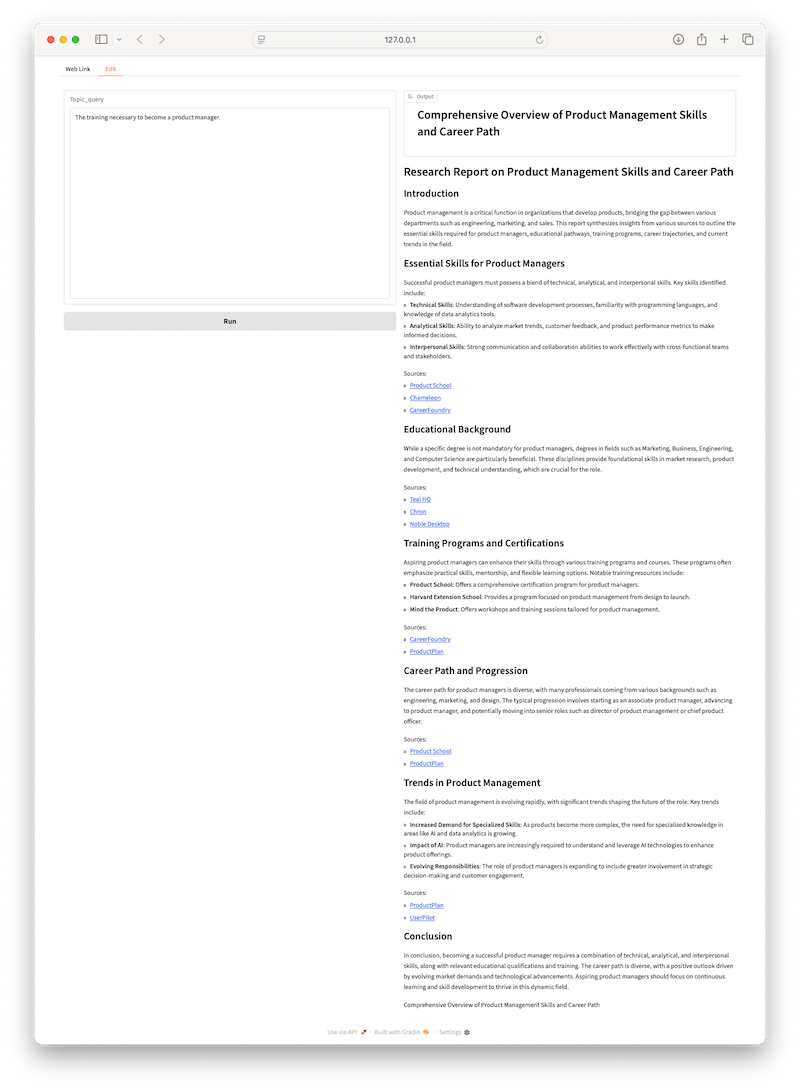 127.0.0.1
Web Link
Edit
Topic_query
The training necessary to become a product manager.
Run
Output
Comprehensive Overview of Product Management Skills
and Career Path
Research Report on Product Management Skills and Career Path
Introduction
Product management is a critical function in organizations that develop products, bridging the gap between various
departments such as engineering, marketing, and sales. This report synthesizes insights from various sources to outline the
essential skills required for product managers, educational pathways, training programs, career trajectories, and current
trends in the field.
Essential Skills for Product Managers
Successful product managers must possess a blend of technical, analytical, and interpersonal skills. Key skills identified
include:
Technical Skills: Understanding of software development processes, familiarity with programming languages, and
knowledge of data analytics tools.
Analytical Skills: Ability to analyze market trends, customer feedback, and product performance metrics to make
informed decisions.
Interpersonal Skills: Strong communication and collaboration abilities to work effectively with cross-functional teams
and stakeholders.
Sources:
Product School
Chameleon
CareerFoundry
Educational Background
While a specific degree is not mandatory for product managers, degrees in fields such as Marketing, Business, Engineering,
and Computer Science are particularly beneficial. These disciplines provide foundational skills in market research, product
development, and technical understanding, which are crucial for the role.
Sources:
Teal HQ
Chron
Noble Desktop
Training Programs and Certifications
Aspiring product managers can enhance their skills through various training programs and courses. These programs often
emphasize practical skills, mentorship, and flexible learning options. Notable training resources include:
Product School: Offers a comprehensive certification program for product managers.
Harvard Extension School: Provides a program focused on product management from design to launch.
Mind the Product: Offers workshops and training sessions tailored for product management.
Sources:
CareerFoundry
ProductPlan
Career Path and Progression
The career path for product managers is diverse, with many professionals coming from various backgrounds such as
engineering, marketing, and design. The typical progression involves starting as an associate product manager, advancing
to product manager, and potentially moving into senior roles such as director of product management or chief product
officer.
Sources:
Product School
ProductPlan
Trends in Product Management
The field of product management is evolving rapidly, with significant trends shaping the future of the role. Key trends
include:
Increased Demand for Specialized Skills: As products become more complex, the need for specialized knowledge in
areas like AI and data analytics is growing.
Impact of AI: Product managers are increasingly required to understand and leverage AI technologies to enhance
product offerings.
Evolving Responsibilities: The role of product managers is expanding to include greater involvement in strategic
decision-making and customer engagement.
Sources:
ProductPlan
UserPilot
Conclusion
In conclusion, becoming a successful product manager requires a combination of technical, analytical, and interpersonal
skills, along with relevant educational qualifications and training. The career path is diverse, with a positive outlook driven
by evolving market demands and technological advancements. Aspiring product managers should focus on continuous
learning and skill development to thrive in this dynamic field.
Comprehensive Overview of Product Management Skills and Career Path
Use via API · Built with Gradio · Settings